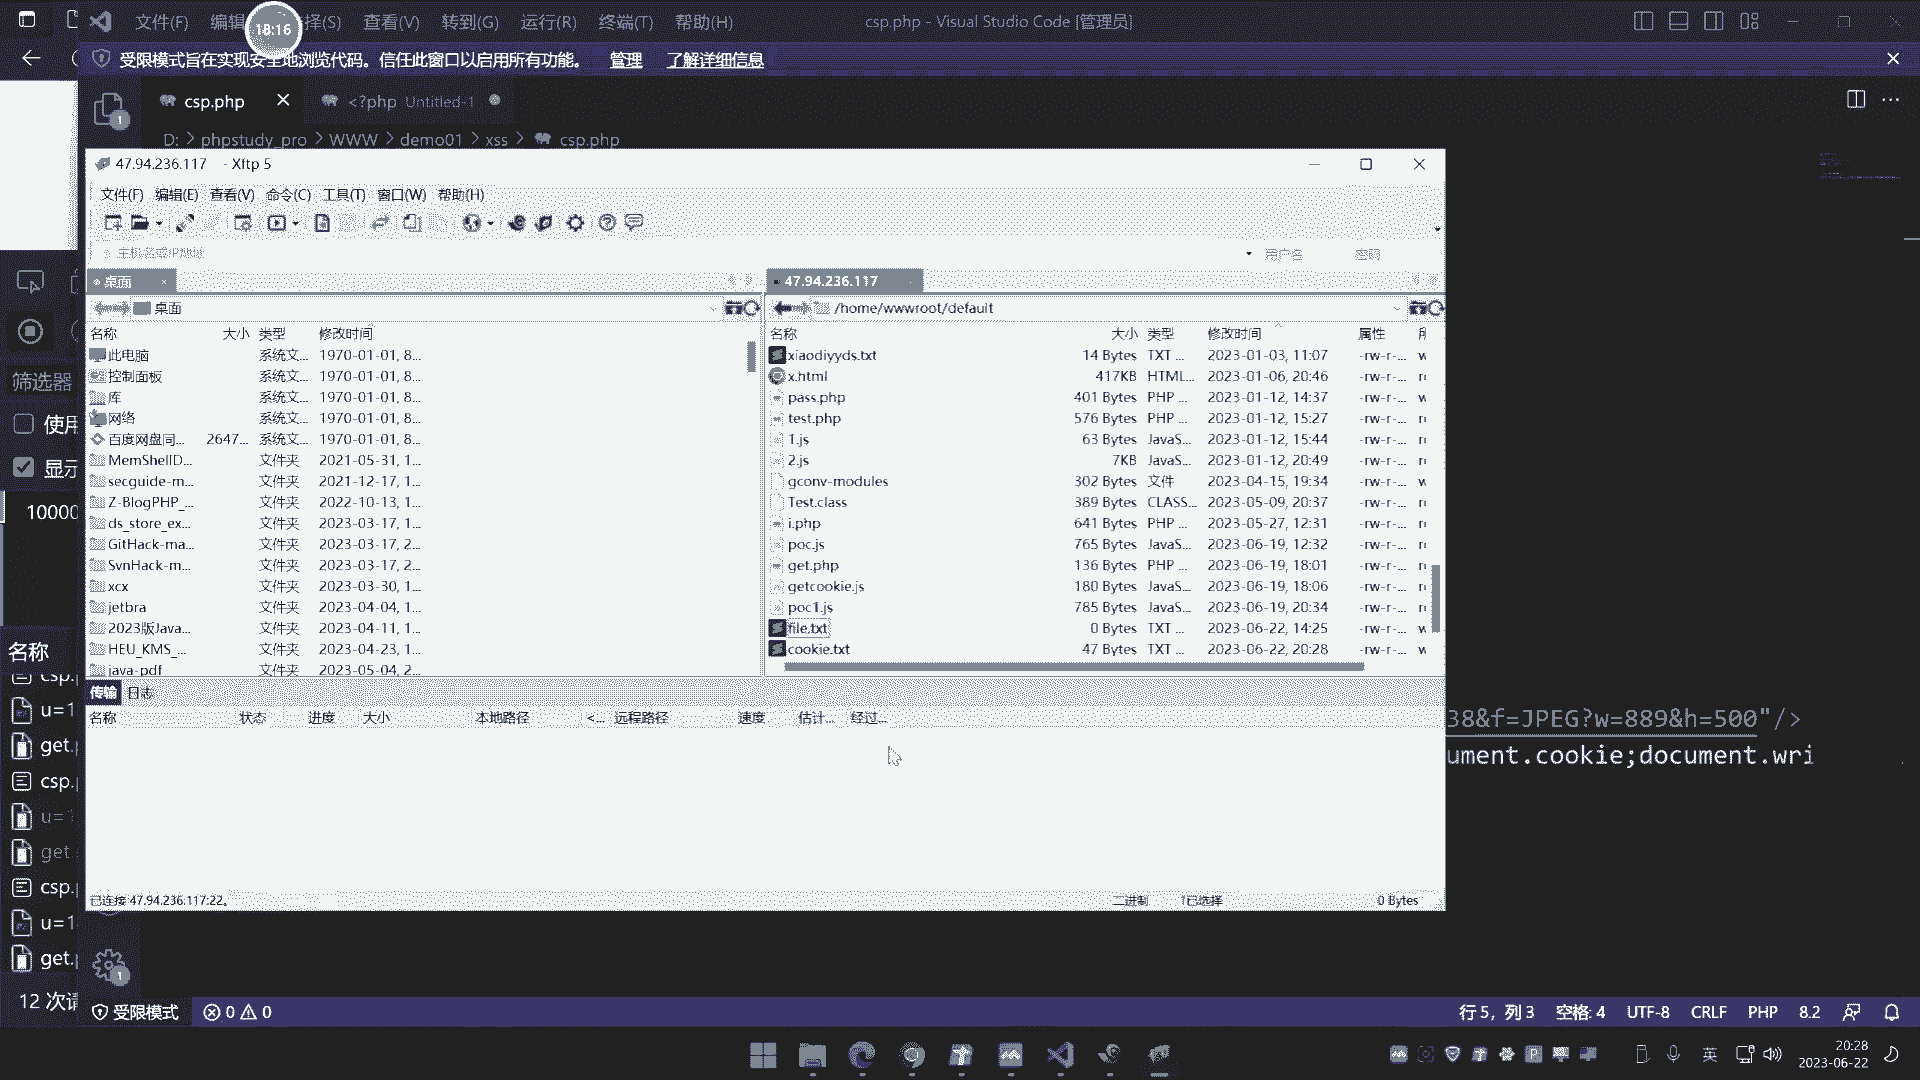 文件(F) 编辑 选择(S) 查看(V) 转到(G) 运行(R) 终端(T) 帮助(H) csp.php - Visual Studio Code [管理员]
18:16
受限模式旨在实现安全地浏览代码。信任此窗口以启用所有功能。 管理 了解详细信息
csp.php <?php Untitled-1
D: > phpstudy_pro > WWW > demo01 > xss > csp.php
47.94.236.117 - Xftp 5
文件(F) 编辑(E) 查看(V) 命令(C) 工具(T) 窗口(W) 帮助(H)
主机名或IP地址 用户名 密码
桌面 47.94.236.117
桌面 /home/wwwroot/default
名称 大小 类型 修改时间
此电脑 系统文... 1970-01-01, 8...
控制面板 系统文... 1970-01-01, 8...
库 系统文... 1970-01-01, 8...
网络 系统文... 1970-01-01, 8...
百度网盘同... 2647... 系统文... 1970-01-01, 8...
MemShellD... 文件夹 2021-05-31, 1...
secguide-m... 文件夹 2021-12-17, 1...
Z-BlogPHP_... 文件夹 2022-10-13, 1...
ds_store_ex... 文件夹 2023-03-17, 1...
GitHack-ma... 文件夹 2023-03-17, 2...
SvnHack-m... 文件夹 2023-03-17, 2...
xcx 文件夹 2023-03-30, 1...
jetbra 文件夹 2023-04-04, 1...
2023版Java... 文件夹 2023-04-11, 1...
HEU_KMS_... 文件夹 2023-04-23, 1...
java-pdf 文件夹 2023-05-04, 2...
名称 大小 类型 修改时间 属性
xiaodiyyds.txt 14 Bytes TXT ... 2023-01-03, 11:07 -rw-r-...
x.html 417KB HTML... 2023-01-06, 20:46 -rw-r-...
pass.php 401 Bytes PHP ... 2023-01-12, 14:37 -rw-r-...
test.php 576 Bytes PHP ... 2023-01-12, 15:27 -rw-r-...
1.js 63 Bytes JavaS... 2023-01-12, 15:44 -rw-r-...
2.js 7KB JavaS... 2023-01-12, 20:49 -rw-r-...
gconv-modules 302 Bytes 文件 2023-04-15, 19:34 -rw-r-...
Test.class 389 Bytes CLASS... 2023-05-09, 20:37 -rw-r-...
i.php 641 Bytes PHP ... 2023-05-27, 12:31 -rw-r-...
poc.js 765 Bytes JavaS... 2023-06-19, 12:32 -rw-r-...
get.php 136 Bytes PHP ... 2023-06-19, 18:01 -rw-r-...
getcookie.js 180 Bytes JavaS... 2023-06-19, 18:06 -rw-r-...
poc1.js 785 Bytes JavaS... 2023-06-19, 20:34 -rw-r-...
file.txt 0 Bytes TXT ... 2023-06-22, 14:25 -rw-r-...
cookie.txt 47 Bytes TXT ... 2023-06-22, 20:28 -rw-r-...
传输 日志
名称 状态 进度 大小 本地路径 <... 远程路径 速度 估计... 经过...
已连接 47.94.236.117:22。 二进制 1已选择 0 Bytes
筛选器
使用
显示
10000
名称
csp.
u=1
get.
csp.
u=1
get.
csp.
u=1
get.
12 次请
38&f=JPEG?w=889&h=500"/>
ument.cookie;document.wri
1
1
受限模式 0 0 行 5，列 3 空格: 4 UTF-8 CRLF PHP 8.2
英 20:28
2023-06-22